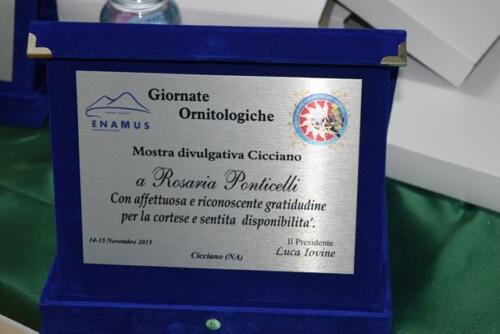 Giornate
Ornitologiche
ENAMUS
Mostra divulgativa Cicciano
a Rosaria Ponticelli
Con affettuosa e riconoscente gratidudine
per la cortese e sentita disponibilita'.
14-15 Novembre 2015
Cicciano (NA)
Il Presidente
Luca Iovine